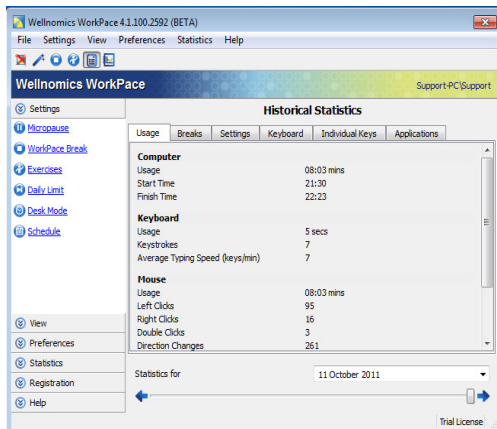 Wellnomics WorkPace 4.1.100.2592 (BETA)
File Settings View Preferences Statistics Help
Wellnomics WorkPace
Support-PC\Support
Settings
Micropause
WorkPace Break
Exercises
Daily Limit
Desk Mode
Schedule
View
Preferences
Statistics
Registration
Help
Historical Statistics
Usage Breaks Settings Keyboard Individual Keys Applications
Computer
Usage 08:03 mins
Start Time 21:30
Finish Time 22:23
Keyboard
Usage 5 secs
Keystrokes 7
Average Typing Speed (keys/min) 7
Mouse
Usage 08:03 mins
Left Clicks 95
Right Clicks 16
Double Clicks 3
Direction Changes 261
Statistics for 11 October 2011
Trial License